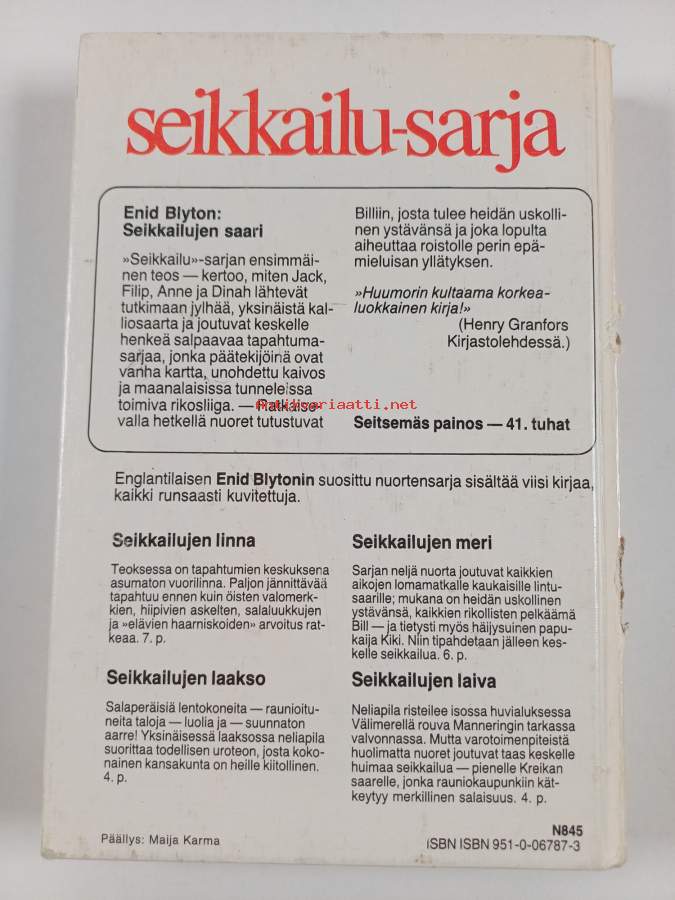 seikkailu-sarja
Enid Blyton:
Seikkailujen saari
»Seikkailu»-sarjan ensimmäi-
nen teos — kertoo, miten Jack,
Filip, Anne ja Dinah lähtevät
tutkimaan jylhää, yksinäistä kal-
liosaarta ja joutuvat keskelle
henkeä salpaavaa tapahtuma-
sarjaa, jonka päätekijöinä ovat
vanha kartta, unohdettu kaivos
ja maanalaisissa tunneleissa
toimiva rikosliiga. — Ratkaise-
valla hetkellä nuoret tutustuvat
Billiin, josta tulee heidän uskolli-
nen ystävänsä ja joka lopulta
aiheuttaa roistolle perin epä-
mieluisan yllätyksen.
»Huumorin kultaama korkea-
luokkainen kirja!»
(Henry Granfors
Kirjastolehdessä.)
Seitsemäs painos — 41. tuhat
antikvariaatti.net
Englantilaisen Enid Blytonin suosittu nuortensarja sisältää viisi kirjaa,
kaikki runsaasti kuvitettuja.
Seikkailujen linna
Teoksessa on tapahtumien keskuksena
asumaton vuorilinna. Paljon jännittävää
tapahtuu ennen kuin öisten valomerk-
kien, hiipivien askelten, salaluukkujen
ja »elävien haarniskoiden» arvoitus rat-
keaa. 7. p.
Seikkailujen laakso
Salaperäisiä lentokoneita — raunioitu-
neita taloja — luolia ja — suunnaton
aarre! Yksinäisessä laaksossa neliapila
suorittaa todellisen uroteon, josta koko-
nainen kansakunta on heille kiitollinen.
4. p.
Seikkailujen meri
Sarjan neljä nuorta joutuvat kaikkien
aikojen lomamatkalle kaukaisille lintu-
saarille; mukana on heidän uskollinen
ystävänsä, kaikkien rikollisten pelkäämä
Bill — ja tietysti myös häijysuinen papu-
kaija Kiki. Niin tipahdetaan jälleen kes-
kelle seikkailua. 6. p.
Seikkailujen laiva
Neliapila risteilee isossa huvialuksessa
Välimerellä rouva Manneringin tarkassa
valvonnassa. Mutta varotoimenpiteistä
huolimatta nuoret joutuvat taas keskelle
huimaa seikkailua — pienelle Kreikan
saarelle, jonka rauniokaupunkiin kät-
keytyy merkillinen salaisuus. 4. p.
Päällys: Maija Karma
N845
ISBN ISBN 951-0-06787-3